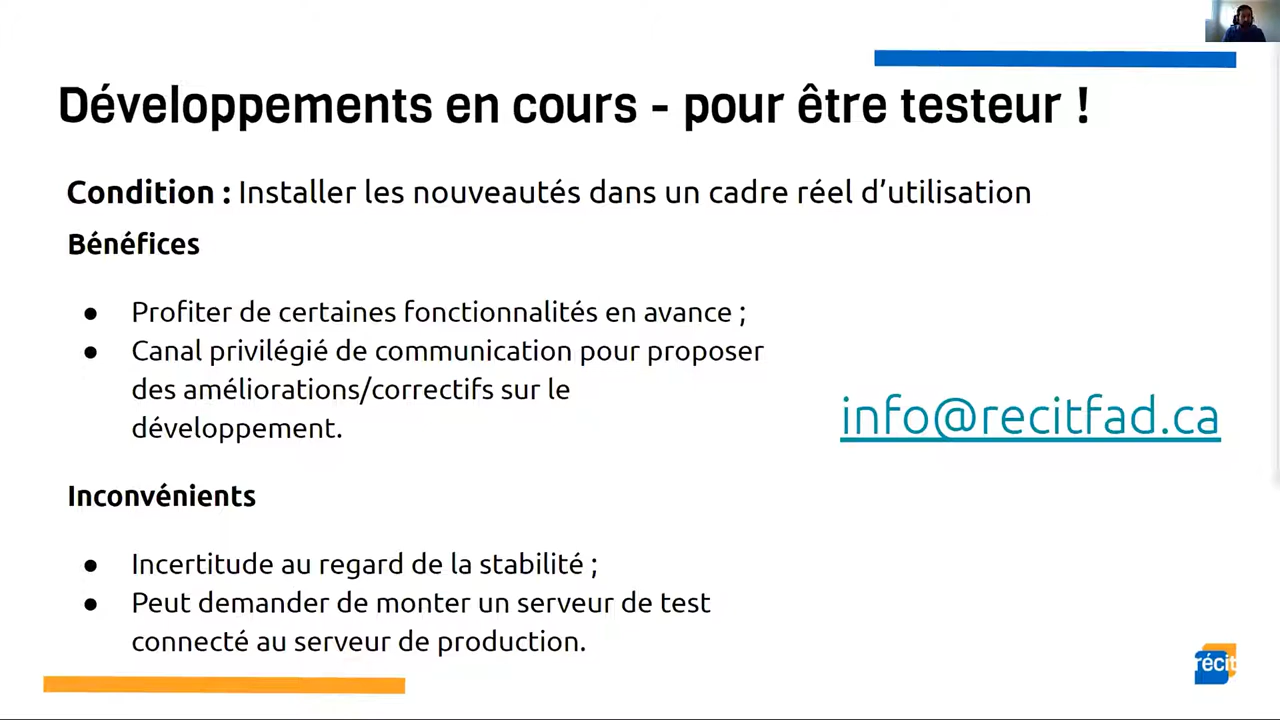 Développements en cours - pour être testeur !
Condition : Installer les nouveautés dans un cadre réel d’utilisation
Bénéfices
● Profiter de certaines fonctionnalités en avance ;
● Canal privilégié de communication pour proposer
des améliorations/correctifs sur le
développement.
info@recitfad.ca
Inconvénients
● Incertitude au regard de la stabilité ;
● Peut demander de monter un serveur de test
connecté au serveur de production.
récit